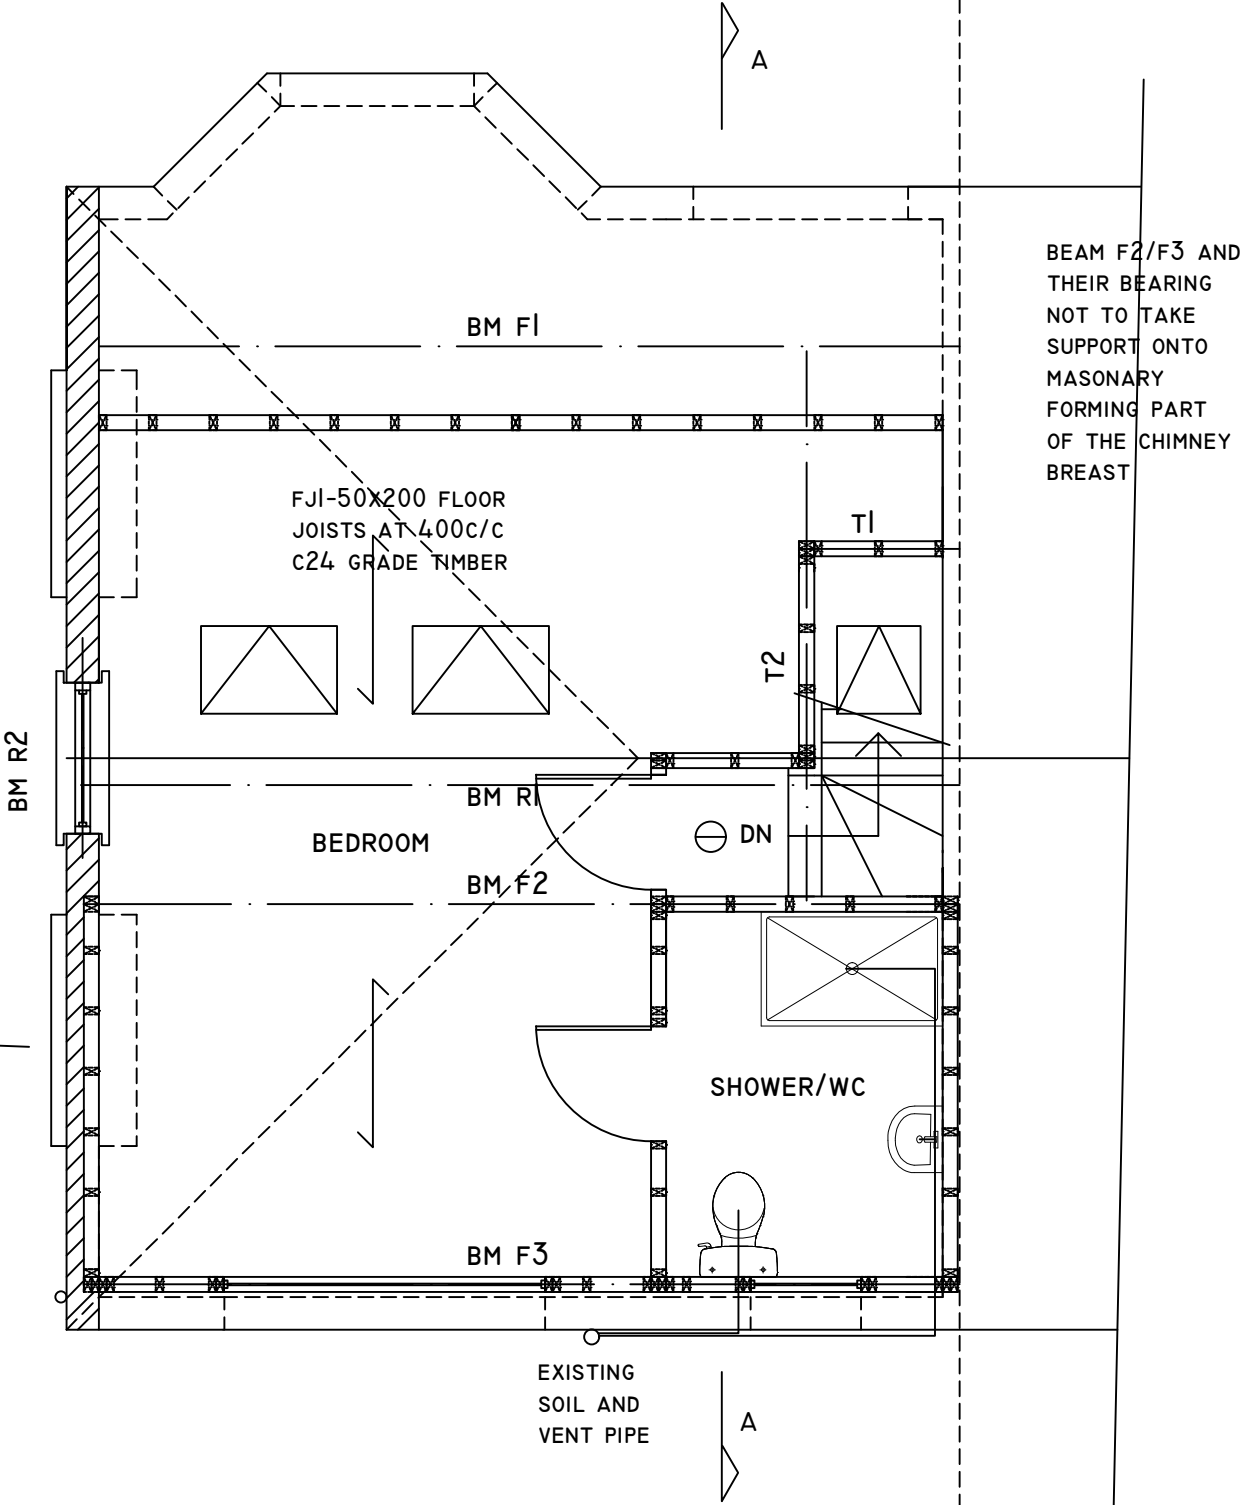 A
BEAM F2/F3 AND
THEIR BEARING
NOT TO TAKE
SUPPORT ONTO
MASONARY
FORMING PART
OF THE CHIMNEY
BREAST
BM F1
FJ1-50X200 FLOOR
JOISTS AT 400C/C
C24 GRADE TIMBER
T1
T2
BM R2
BM R1
BEDROOM
DN
BM F2
SHOWER/WC
BM F3
EXISTING
SOIL AND
VENT PIPE
A